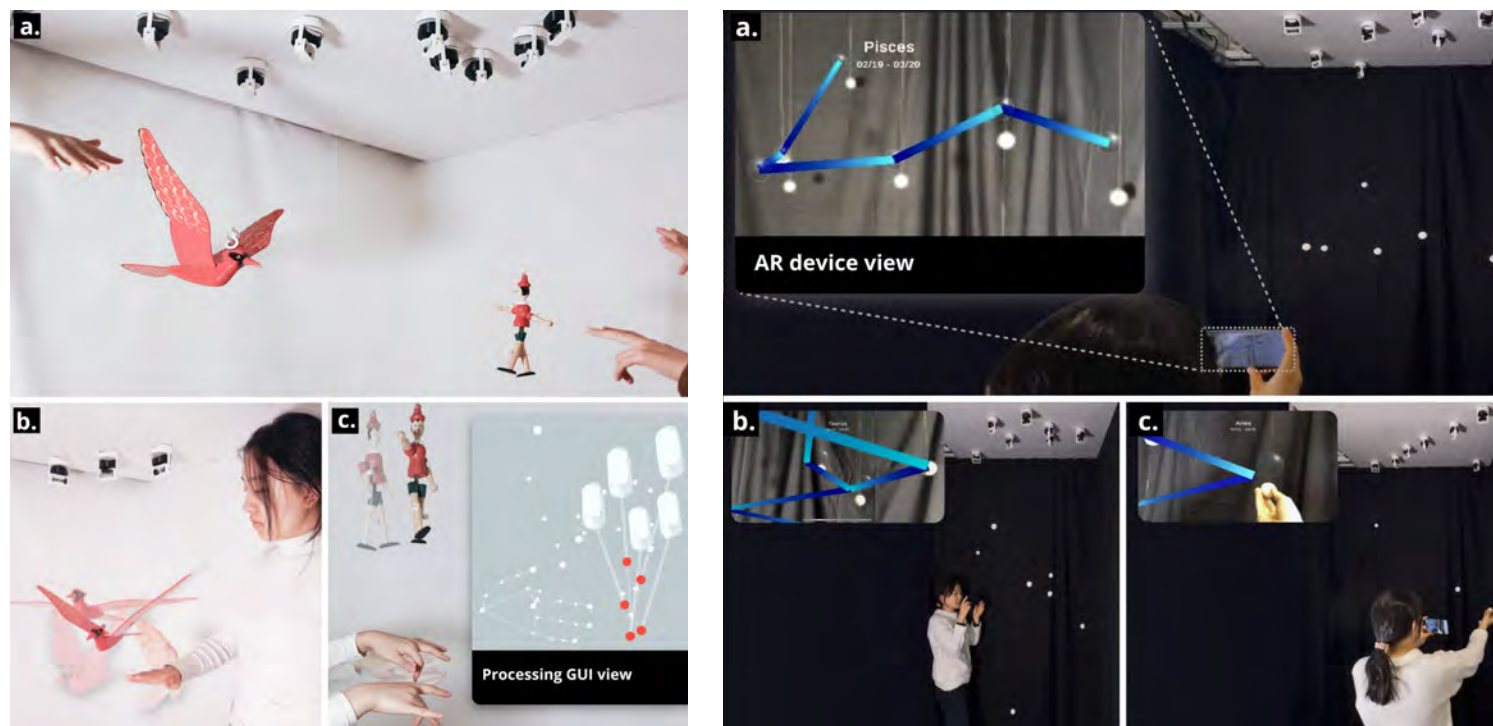 a.
b.
c.
Processing GUI view
a.
Pisces
02/19 - 03/20
AR device view
b.
Taurus
c.
Aries